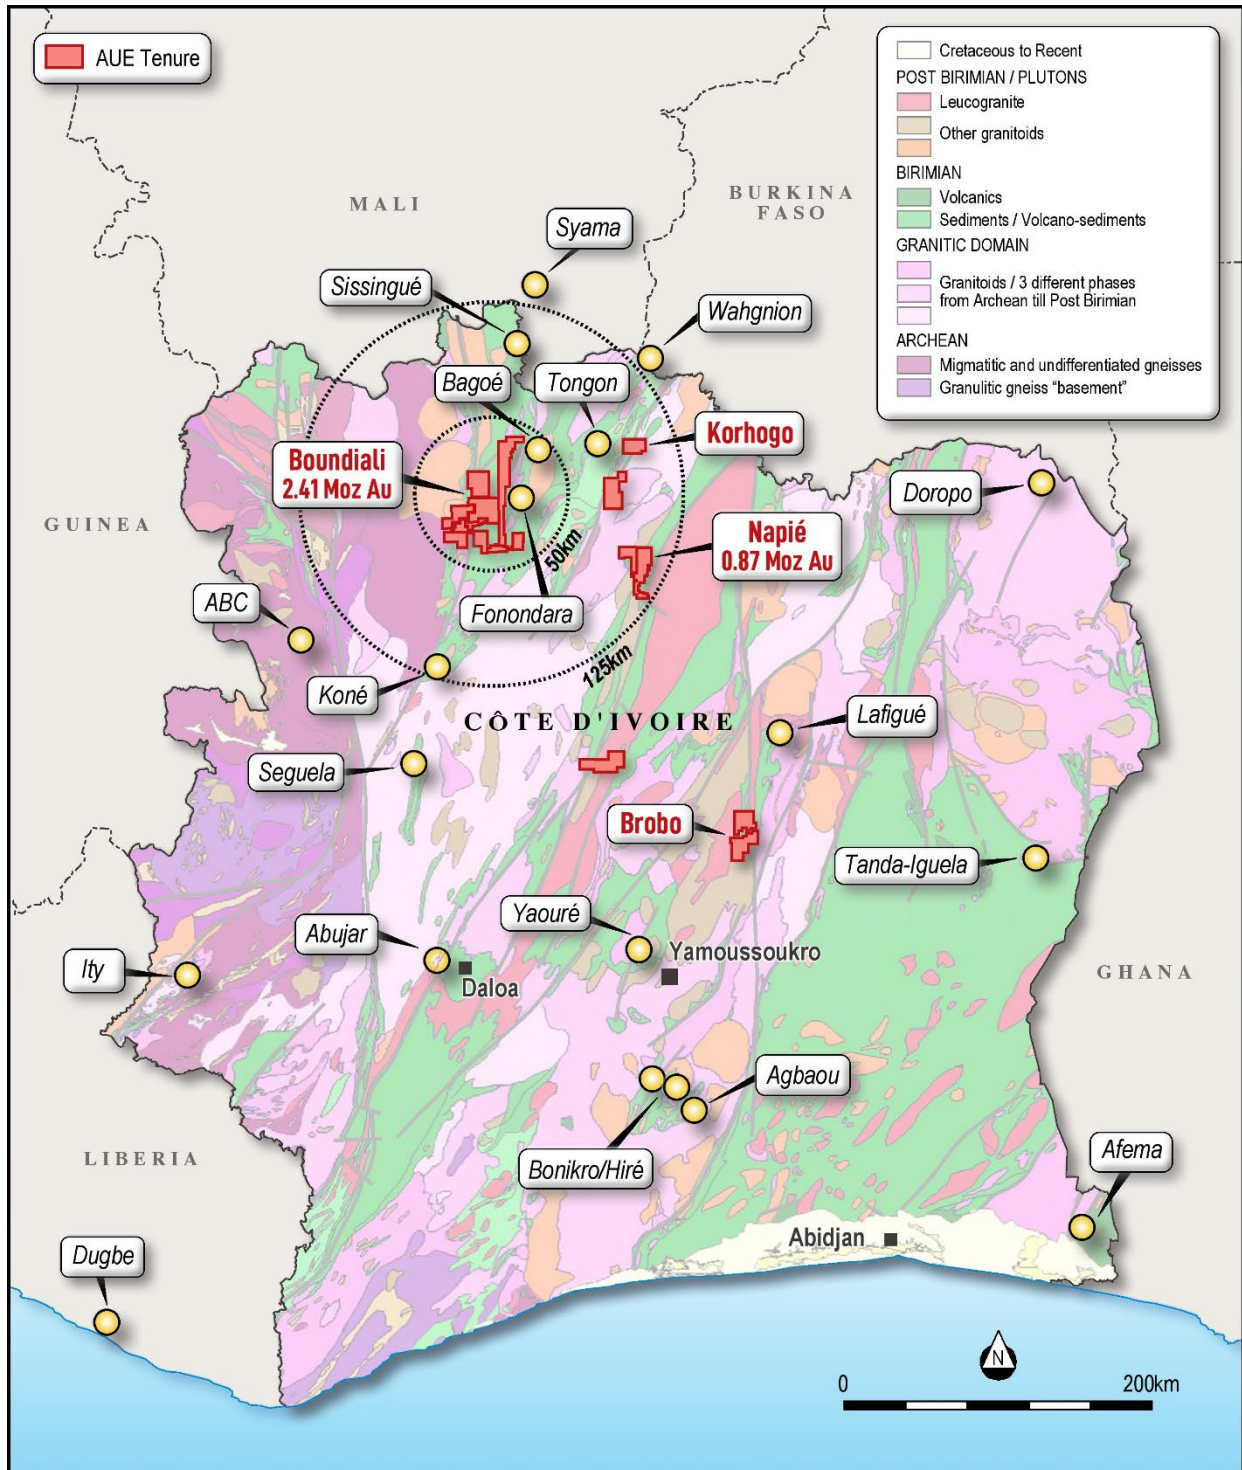 AUE Tenure
Cretaceous to Recent
POST BIRIMIAN / PLUTONS
Leucogranite
Other granitoids
BIRIMIAN
Volcanics
Sediments / Volcano-sediments
GRANITIC DOMAIN
Granitoids / 3 different phases
from Archean till Post Birimian
ARCHEAN
Migmatitic and undifferentiated gneisses
Granulitic gneiss "basement"
MALI
BURKINA
FASO
Syama
Sissingué
Wahgnion
Bagoé
Tongon
Korhogo
Boundiali
2.41 Moz Au
Doropo
GUINEA
Napié
0.87 Moz Au
50km
Fonondara
ABC
125km
Koné
CÔTE D'IVOIRE
Lafigué
Seguela
Brobo
Tanda-Iguela
Yaouré
Abujar
Yamoussoukro
Ity
Daloa
GHANA
Agbaou
Bonikro/Hiré
LIBERIA
Afema
Abidjan
Dugbe
N
0 200km